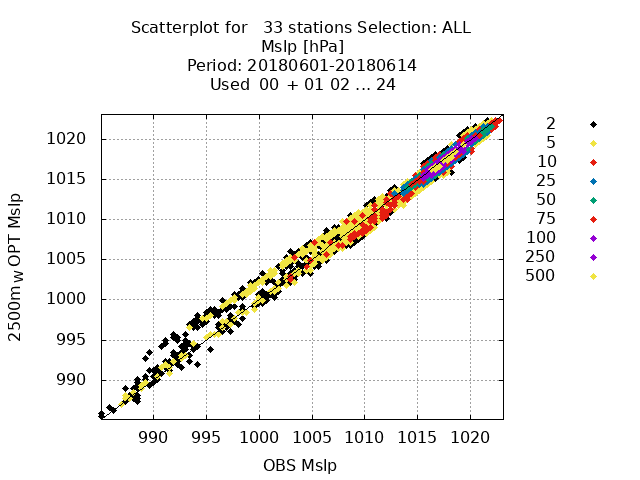 Scatterplot for 33 stations Selection: ALL
Mslp [hPa]
Period: 20180601-20180614
Used 00 + 01 02 ... 24
2
5
10
25
50
75
100
250
500
1020
1015
1010
1005
1000
995
990
2500m w OPT Mslp
990 995 1000 1005 1010 1015 1020
OBS Mslp